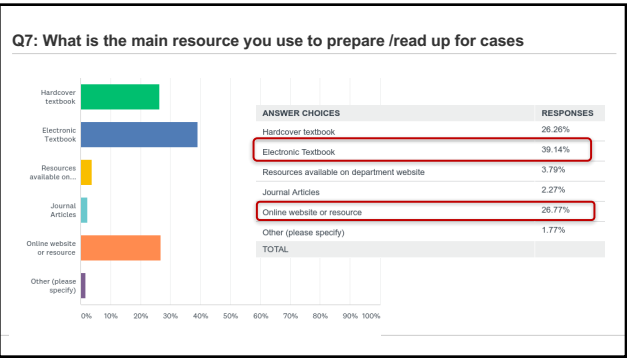 Q7: What is the main resource you use to prepare /read up for cases
Hardcover
textbook
Electronic
Textbook
Resources
available on...
Journal
Articles
Online website
or resource
Other (please
specify)
0% 10% 20% 30% 40% 50% 60% 70% 80% 90% 100%
ANSWER CHOICES RESPONSES
Hardcover textbook 26.26%
Electronic Textbook 39.14%
Resources available on department website 3.79%
Journal Articles 2.27%
Online website or resource 26.77%
Other (please specify) 1.77%
TOTAL